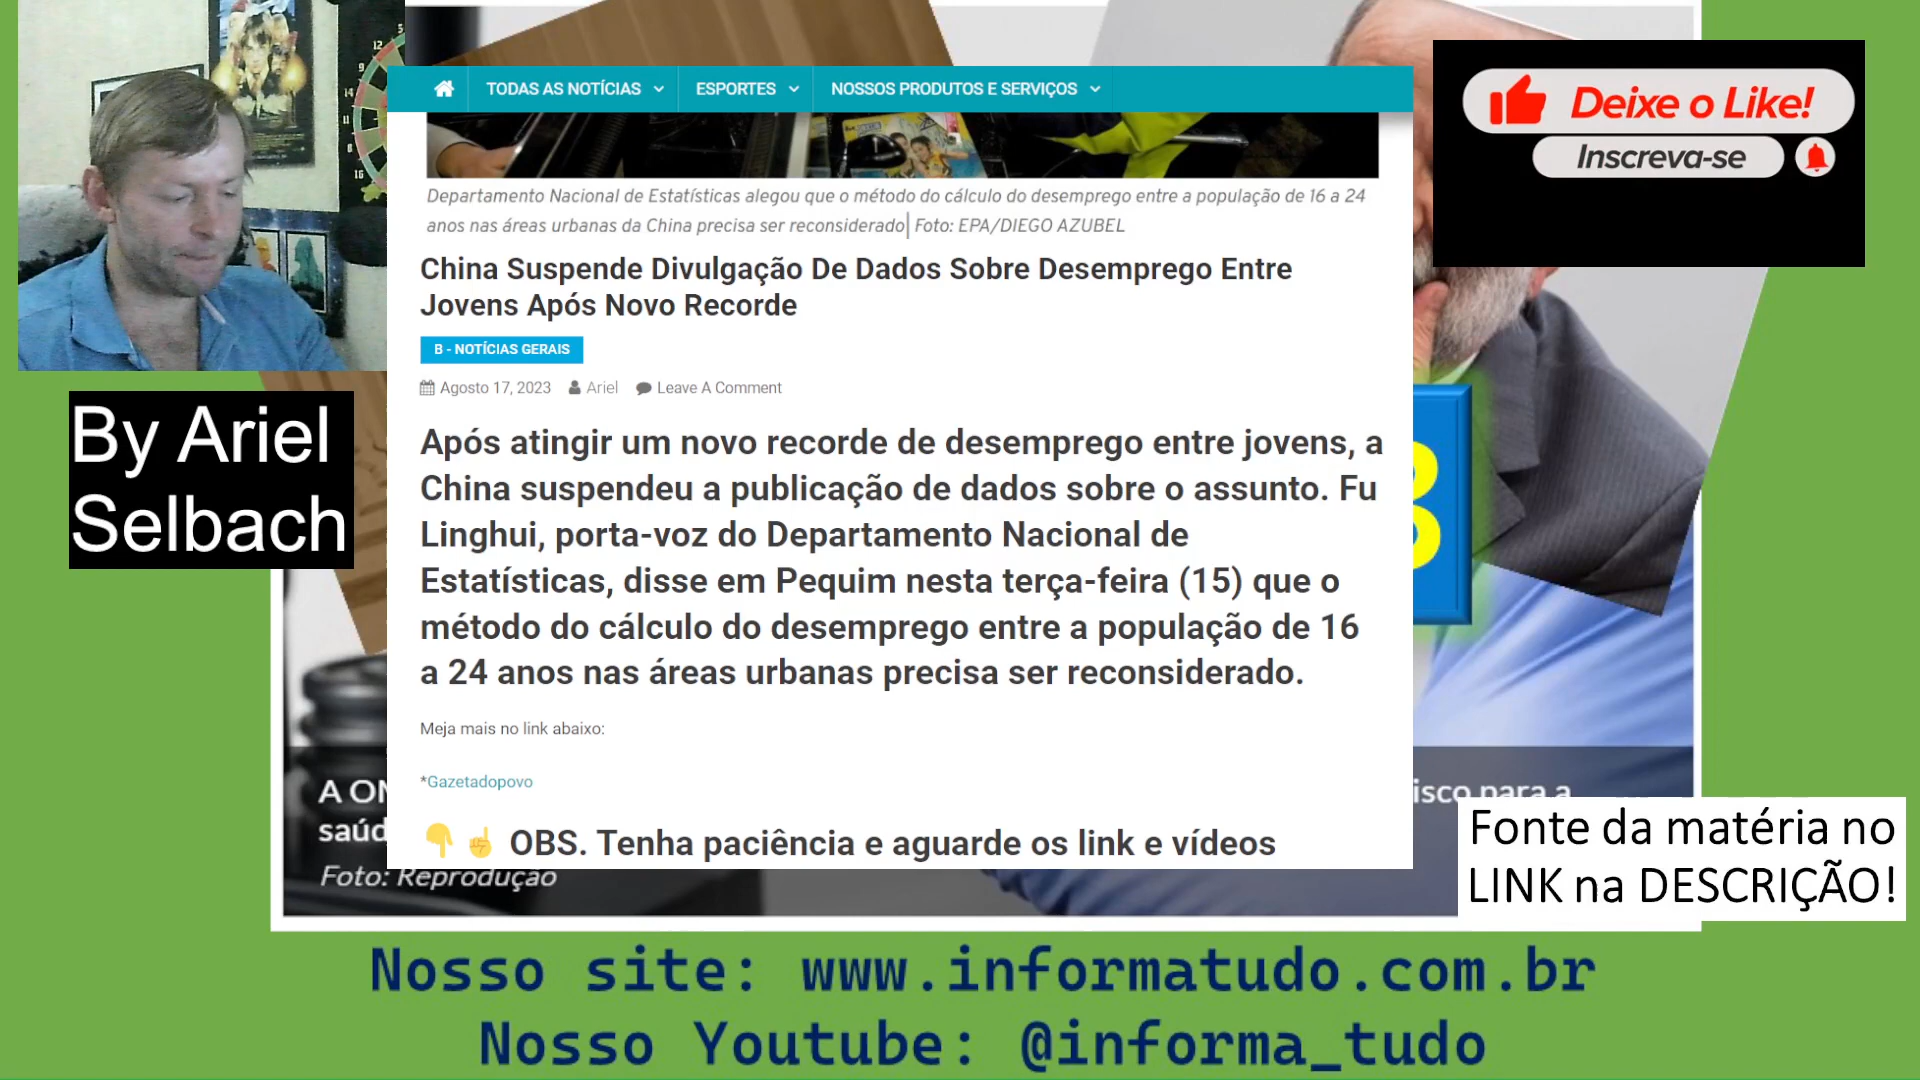 TODAS AS NOTÍCIAS
ESPORTES
NOSSOS PRODUTOS E SERVIÇOS
Deixe o Like!
Inscreva-se
Departamento Nacional de Estatísticas alegou que o método do cálculo do desemprego entre a população de 16 a 24
anos nas áreas urbanas da China precisa ser reconsiderado| Foto: EPA/DIEGO AZUBEL
China Suspende Divulgação De Dados Sobre Desemprego Entre
Jovens Após Novo Recorde
B - NOTÍCIAS GERAIS
Agosto 17, 2023 Ariel Leave A Comment
By Ariel
Selbach
Após atingir um novo recorde de desemprego entre jovens, a
China suspendeu a publicação de dados sobre o assunto. Fu
Linghui, porta-voz do Departamento Nacional de
Estatísticas, disse em Pequim nesta terça-feira (15) que o
método do cálculo do desemprego entre a população de 16
a 24 anos nas áreas urbanas precisa ser reconsiderado.
Meja mais no link abaixo:
*Gazetadopovo
👇☝ OBS. Tenha paciência e aguarde os link e vídeos
A
para a
Foto: Reprodução
Fonte da matéria no
LINK na DESCRIÇÃO!
Nosso site: www.informatudo.com.br
Nosso Youtube: @informa_tudo